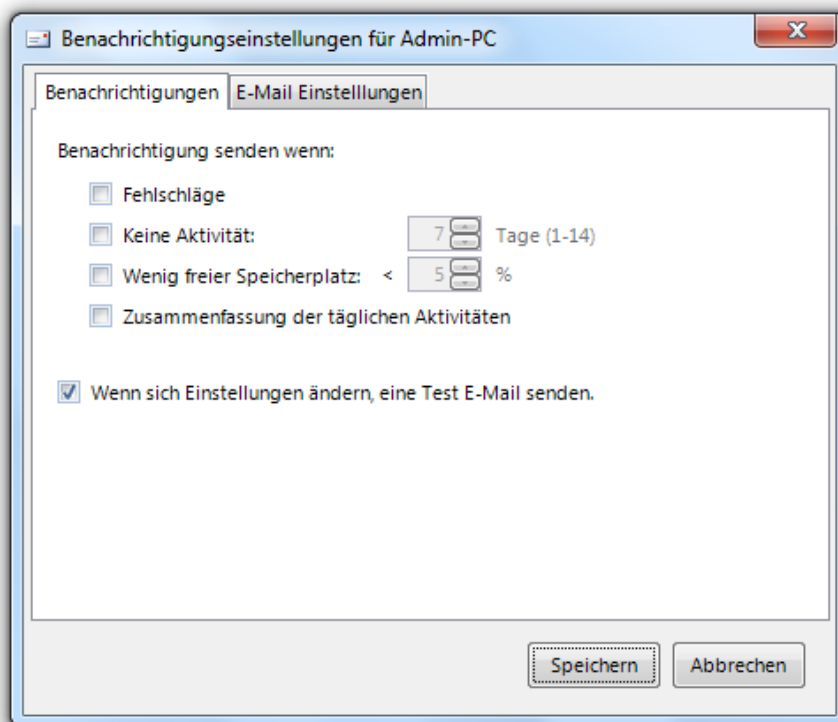 Benachrichtigungseinstellungen für Admin-PC
Benachrichtigungen E-Mail Einstelllungen
Benachrichtigung senden wenn:
Fehlschläge
Keine Aktivität: 7 Tage (1-14)
Wenig freier Speicherplatz: < 5 %
Zusammenfassung der täglichen Aktivitäten
Wenn sich Einstellungen ändern, eine Test E-Mail senden.
Speichern Abbrechen